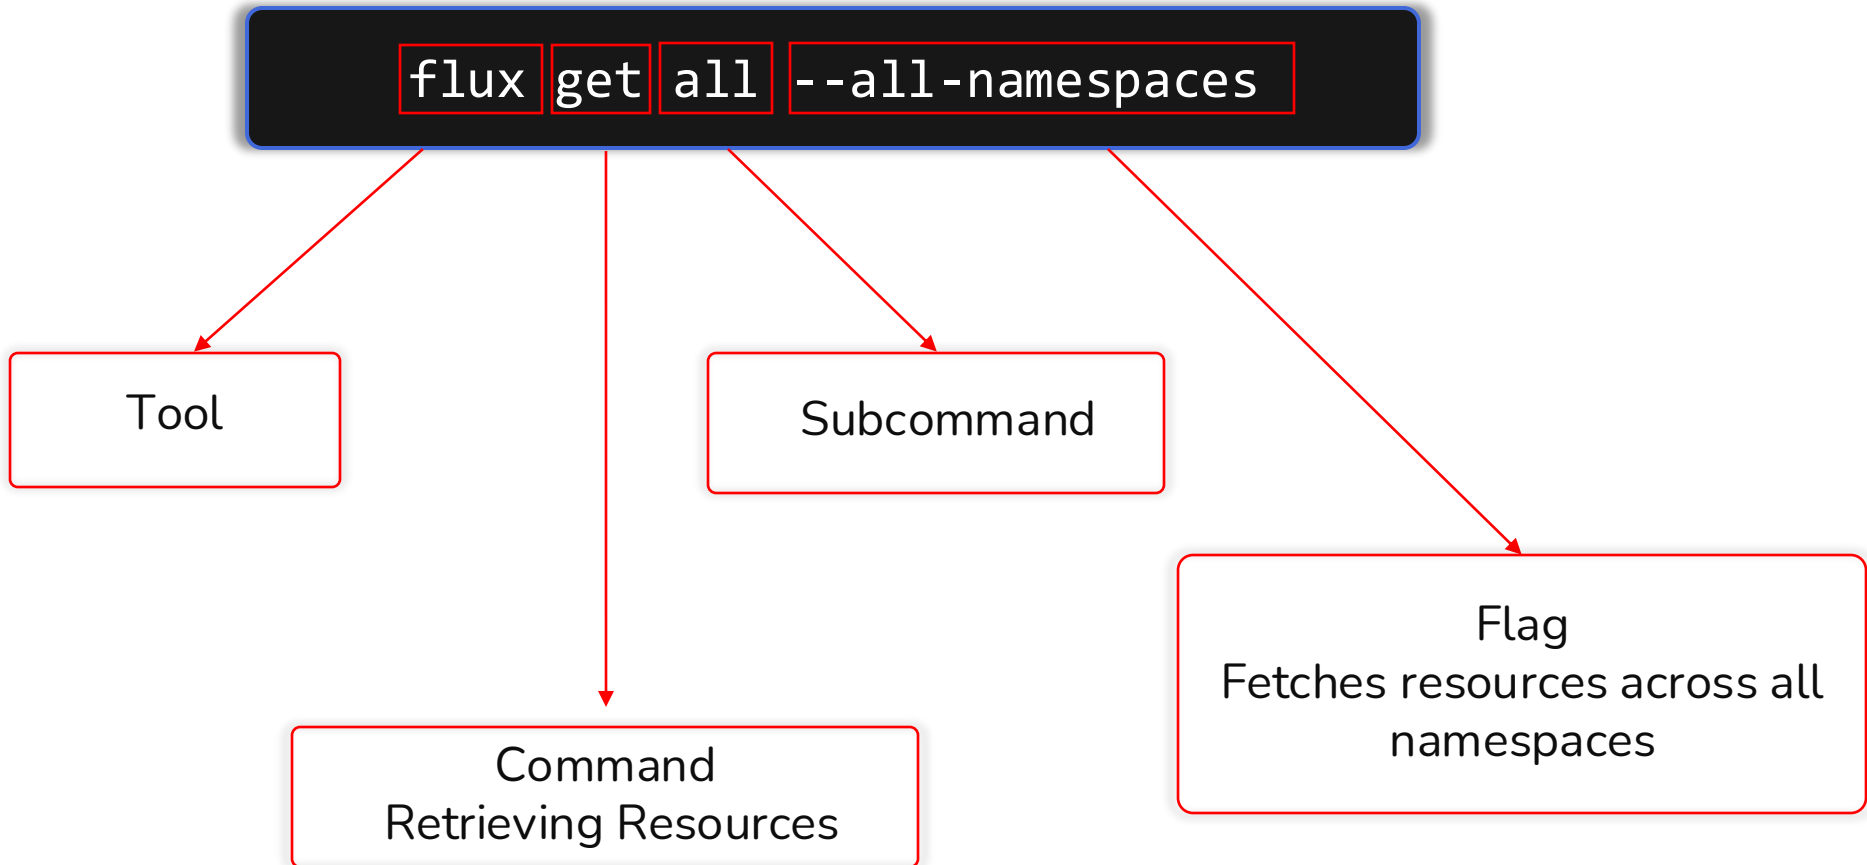 flux get all --all-namespaces
Tool
Subcommand
Flag
Fetches resources across all
namespaces
Command
Retrieving Resources